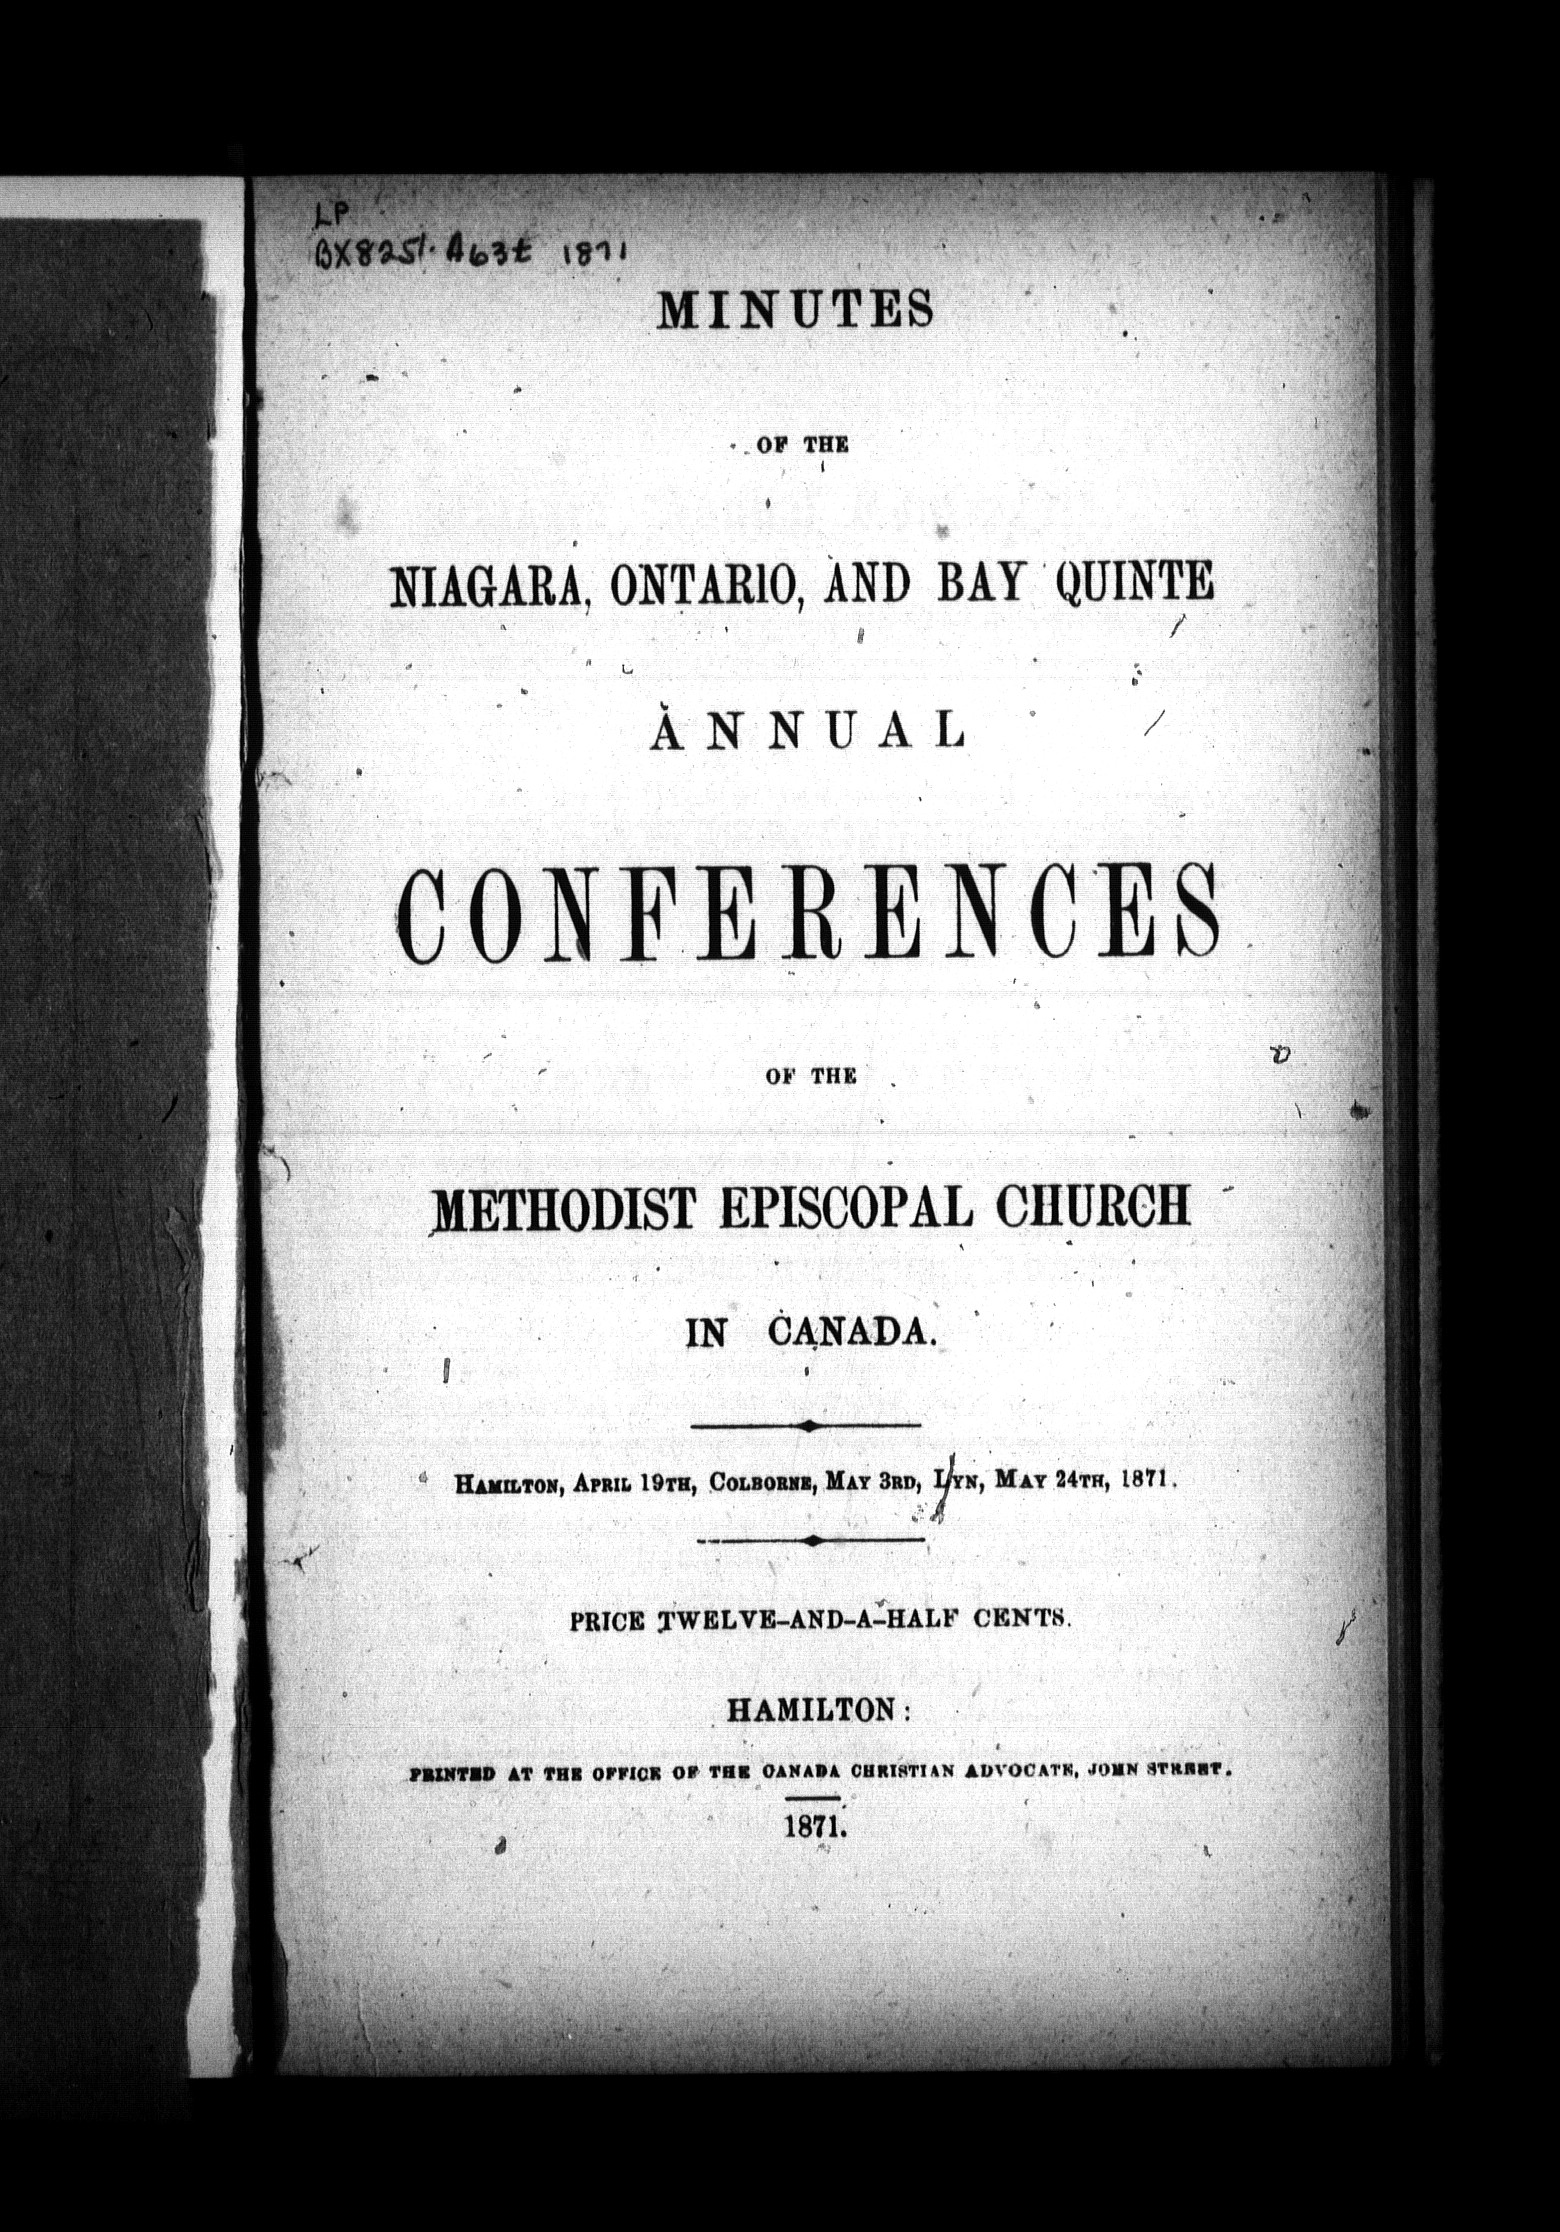 LP
BX8251.A63t 1871
MINUTES
OF THE
NIAGARA, ONTARIO, AND BAY QUINTE
ANNUAL
CONFERENCES
OF THE
METHODIST EPISCOPAL CHURCH
IN CANADA.
HAMILTON, APRIL 19TH, COLBORNE, MAY 3RD, LYN, MAY 24TH, 1871.
PRICE TWELVE-AND-A-HALF CENTS.
HAMILTON:
PRINTED AT THE OFFICE OF THE CANADA CHRISTIAN ADVOCATE, JOHN STREET.
1871.